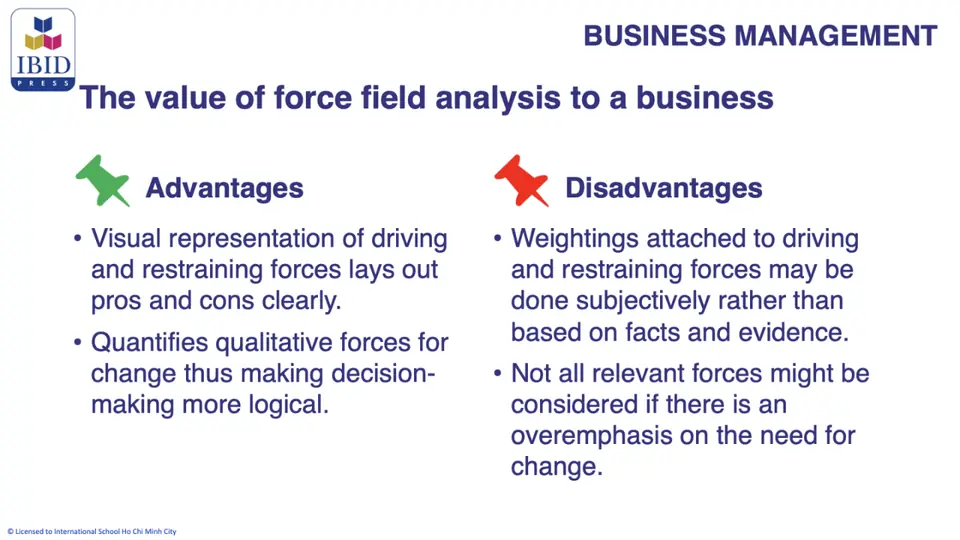 IBID
PRESS
BUSINESS MANAGEMENT
The value of force field analysis to a business
Advantages
• Visual representation of driving
and restraining forces lays out
pros and cons clearly.
• Quantifies qualitative forces for
change thus making decision-
making more logical.
Disadvantages
• Weightings attached to driving
and restraining forces may be
done subjectively rather than
based on facts and evidence.
• Not all relevant forces might be
considered if there is an
overemphasis on the need for
change.
© Licensed to International School Ho Chi Minh City